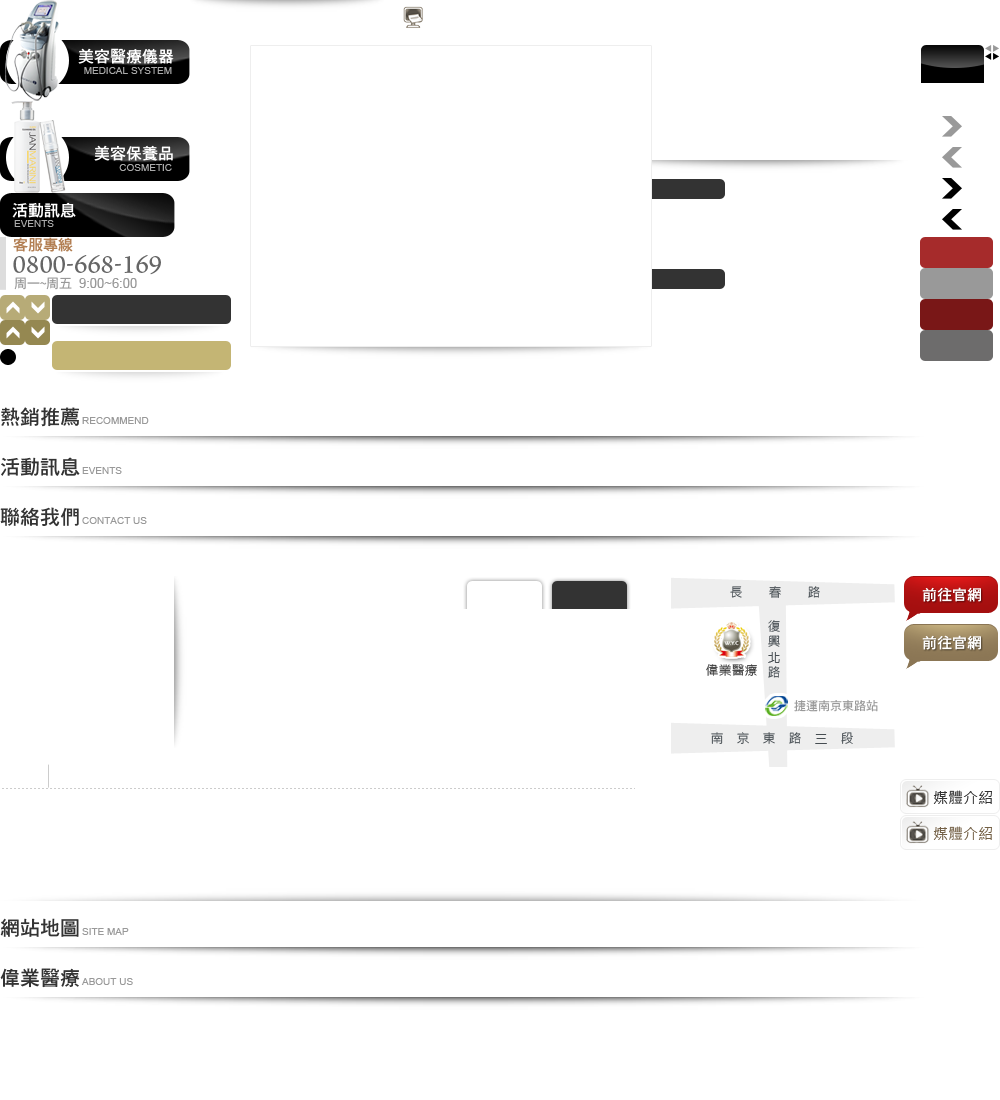 美容醫療儀器
MEDICAL SYSTEM
美容保養品
COSMETIC
活動訊息
EVENTS
客服專線
0800-668-169
周一~周五 9:00~6:00
熱銷推薦 RECOMMEND
活動訊息 EVENTS
聯絡我們 CONTACT US
長春路
復興北路
W.Y.C
偉業醫療
捷運南京東路站
南京東路三段
前往官網
前往官網
媒體介紹
媒體介紹
網站地圖 SITE MAP
偉業醫療 ABOUT US